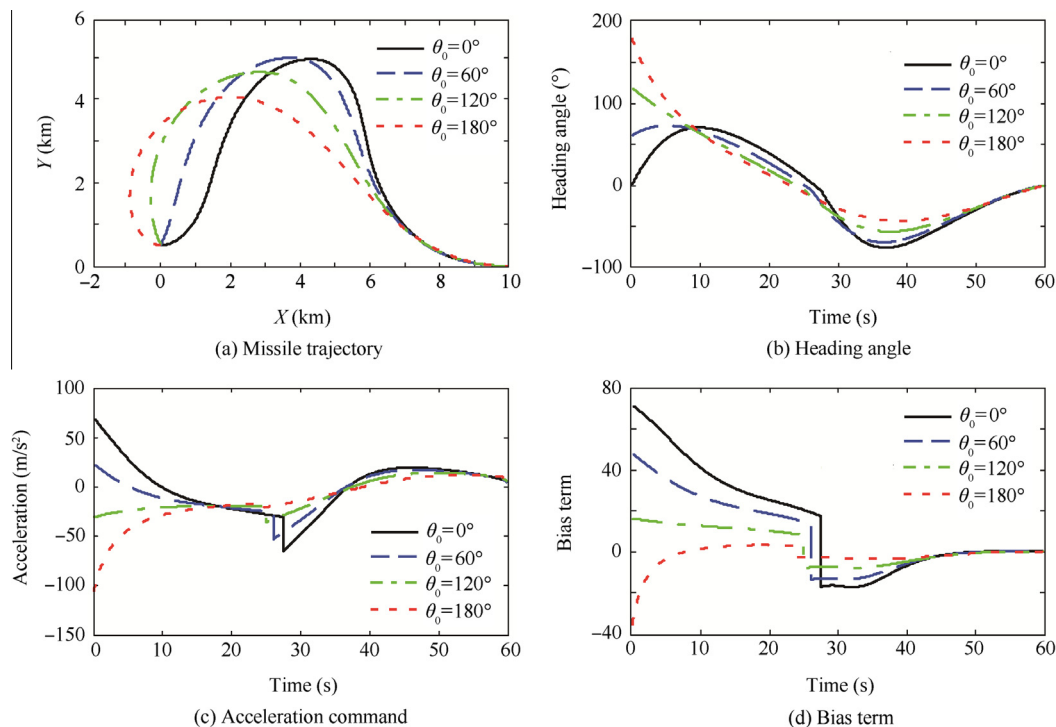 6
4
2
0
−2
0
2
4
6
8
10
Y (km)
X (km)
θ₀=0°
θ₀=60°
θ₀=120°
θ₀=180°
(a) Missile trajectory
200
100
0
−100
0
10
20
30
40
50
60
Heading angle (°)
Time (s)
θ₀=0°
θ₀=60°
θ₀=120°
θ₀=180°
(b) Heading angle
100
50
0
−50
−100
−150
0
10
20
30
40
50
60
Acceleration (m/s²)
Time (s)
θ₀=0°
θ₀=60°
θ₀=120°
θ₀=180°
(c) Acceleration command
80
40
0
−40
0
10
20
30
40
50
60
Bias term
Time (s)
θ₀=0°
θ₀=60°
θ₀=120°
θ₀=180°
(d) Bias term